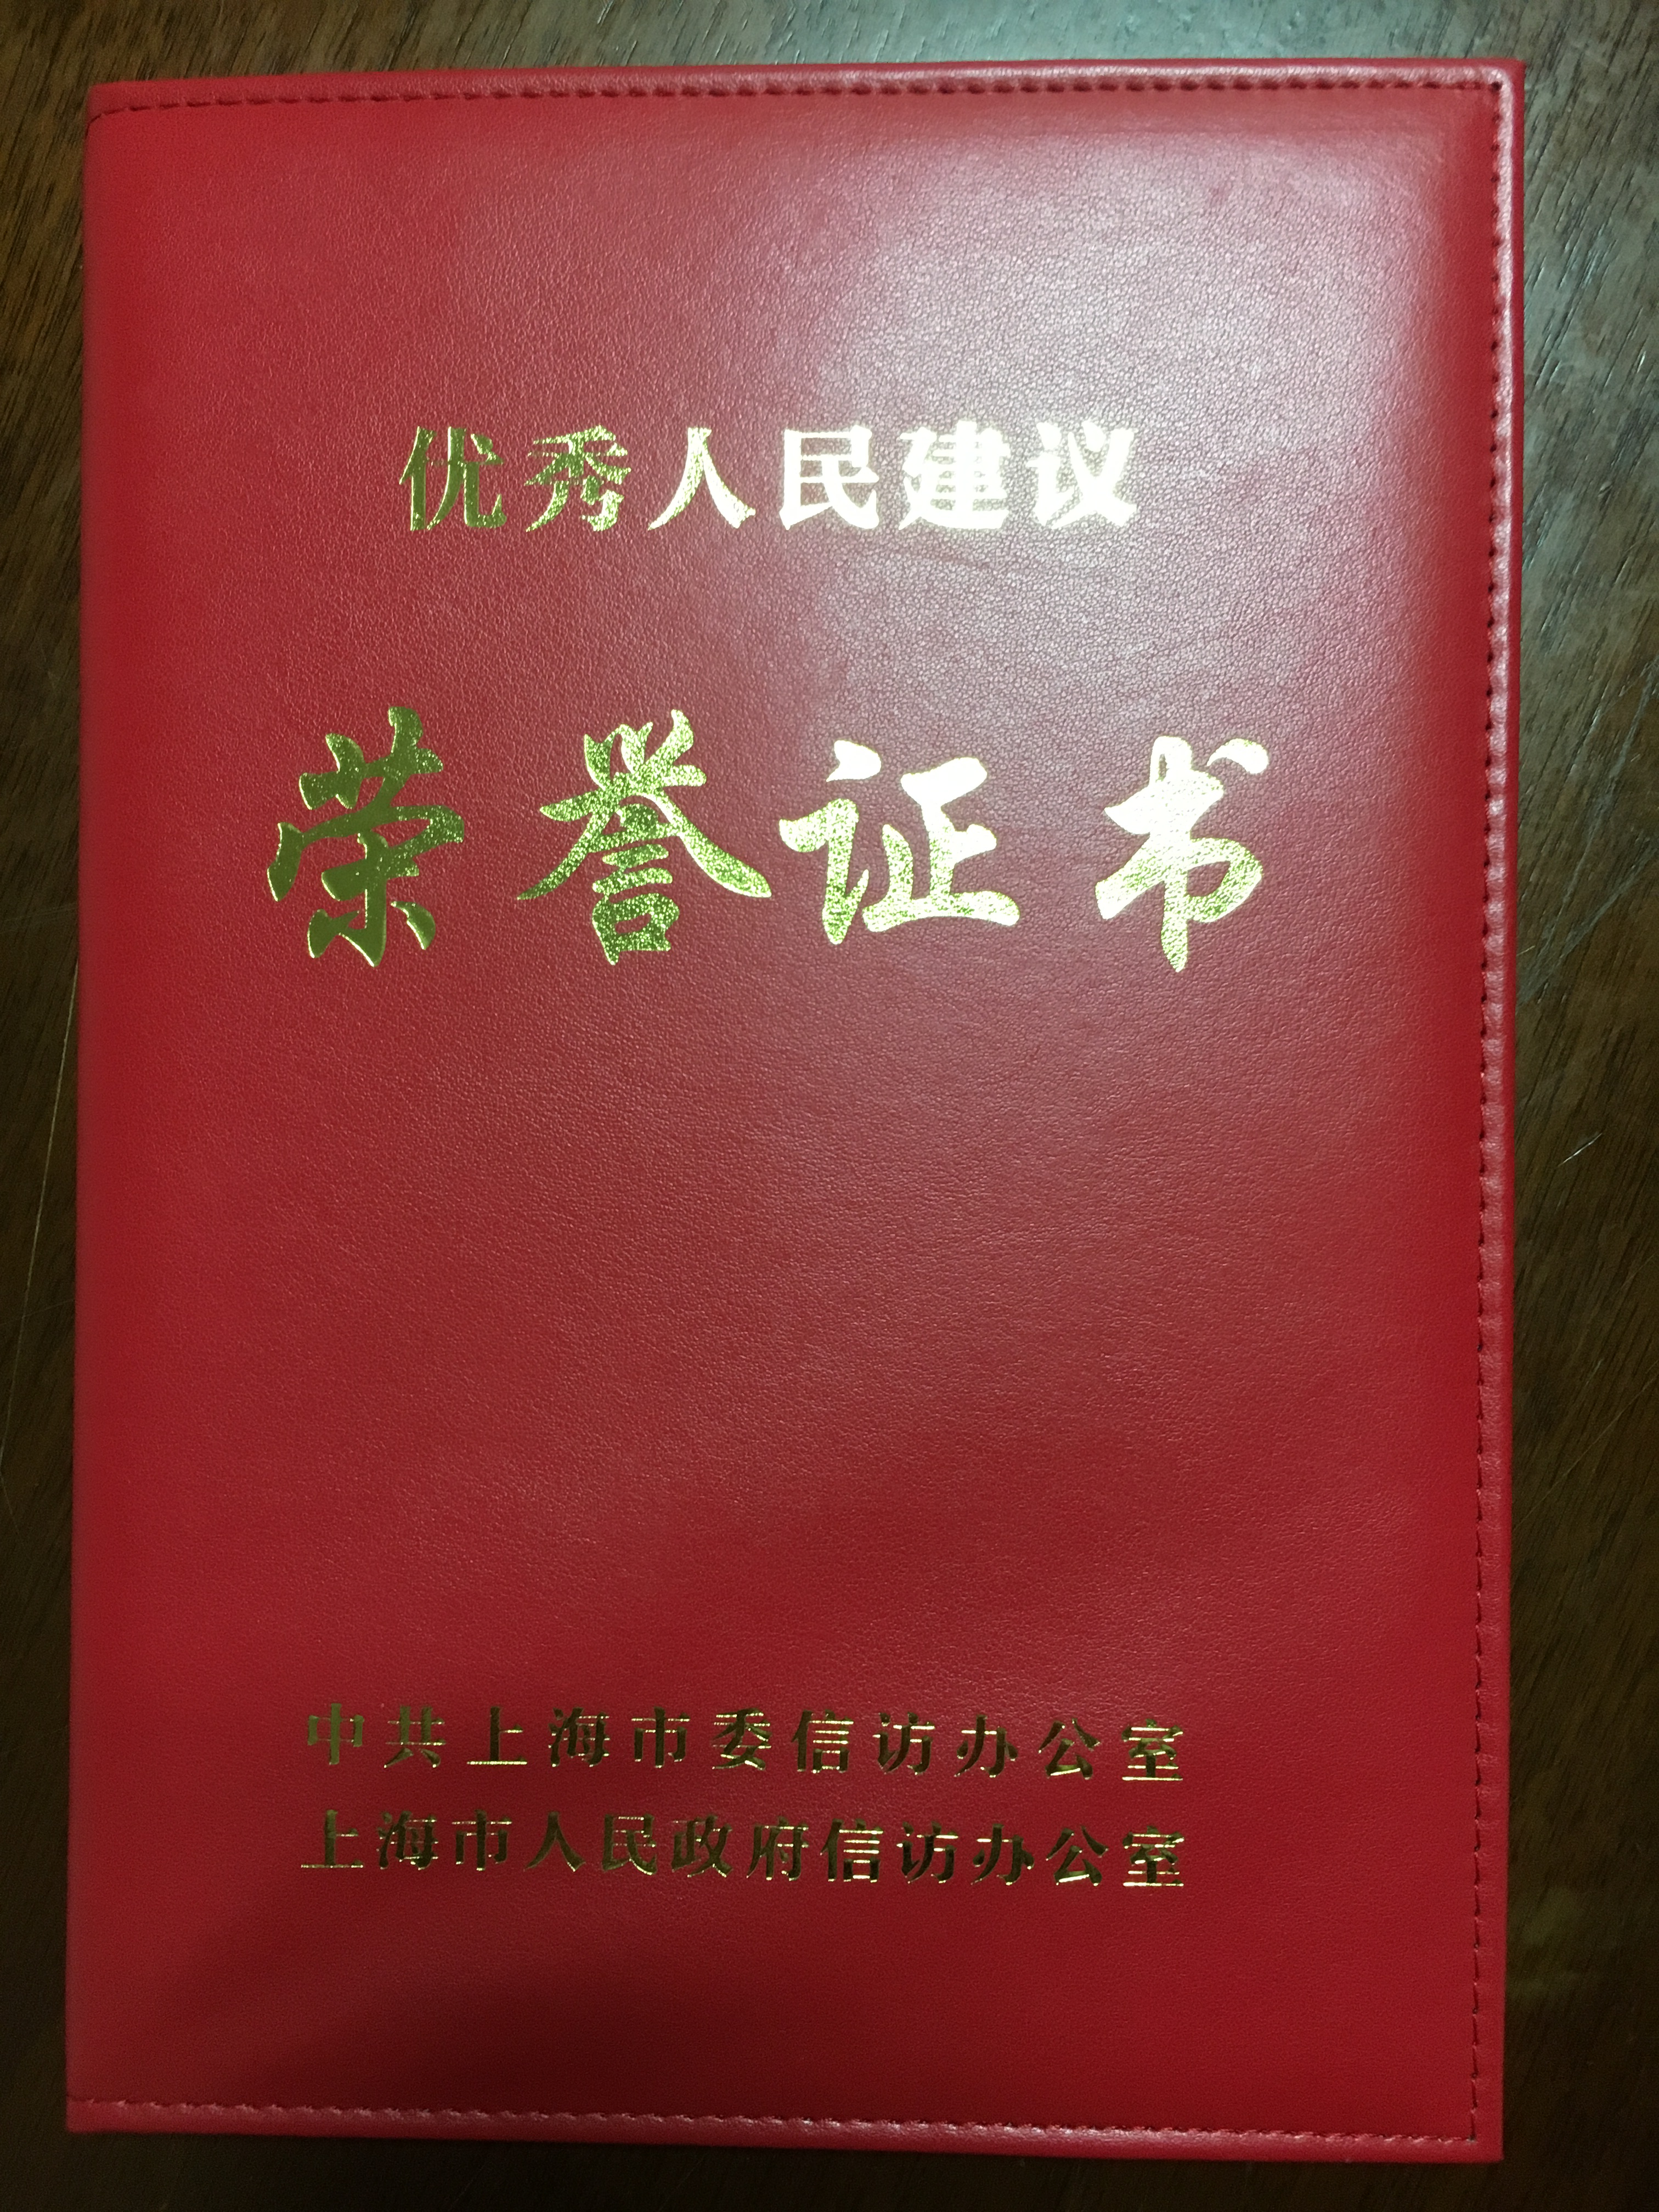 优秀人民建议
荣誉证书
中共上海市委信访办公室
上海市人民政府信访办公室